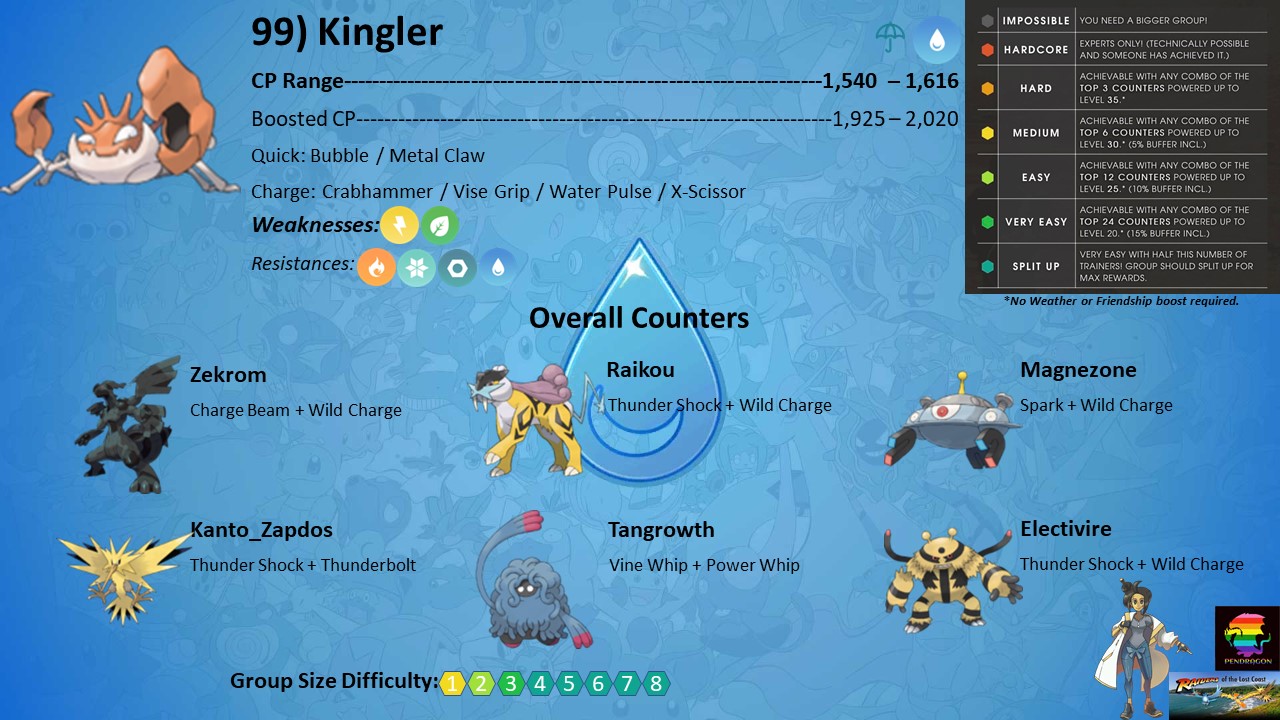 99) Kingler
CP Range--------------------------------------------------------------------1,540 – 1,616
Boosted CP--------------------------------------------------------------------1,925 – 2,020
Quick: Bubble / Metal Claw
Charge: Crabhammer / Vise Grip / Water Pulse / X-Scissor
Weaknesses:
Resistances:
IMPOSSIBLE YOU NEED A BIGGER GROUP!
HARDCORE EXPERTS ONLY! (TECHNICALLY POSSIBLE
AND SOMEONE HAS ACHIEVED IT.)
HARD ACHIEVABLE WITH ANY COMBO OF THE
TOP 3 COUNTERS POWERED UP TO
LEVEL 35.*
MEDIUM ACHIEVABLE WITH ANY COMBO OF THE
TOP 6 COUNTERS POWERED UP TO
LEVEL 30.* (5% BUFFER INCL.)
EASY ACHIEVABLE WITH ANY COMBO OF THE
TOP 12 COUNTERS POWERED UP TO
LEVEL 25.* (10% BUFFER INCL.)
VERY EASY ACHIEVABLE WITH ANY COMBO OF THE
TOP 24 COUNTERS POWERED UP TO
LEVEL 20.* (15% BUFFER INCL.)
SPLIT UP VERY EASY WITH HALF THIS NUMBER OF
TRAINERS! GROUP SHOULD SPLIT UP FOR
MAX REWARDS.
*No Weather or Friendship boost required.
Overall Counters
Zekrom
Charge Beam + Wild Charge
Raikou
Thunder Shock + Wild Charge
Magnezone
Spark + Wild Charge
Kanto_Zapdos
Thunder Shock + Thunderbolt
Tangrowth
Vine Whip + Power Whip
Electivire
Thunder Shock + Wild Charge
Group Size Difficulty: 1 2 3 4 5 6 7 8
PENDRAGON
RAIDERS of the Lost Coast